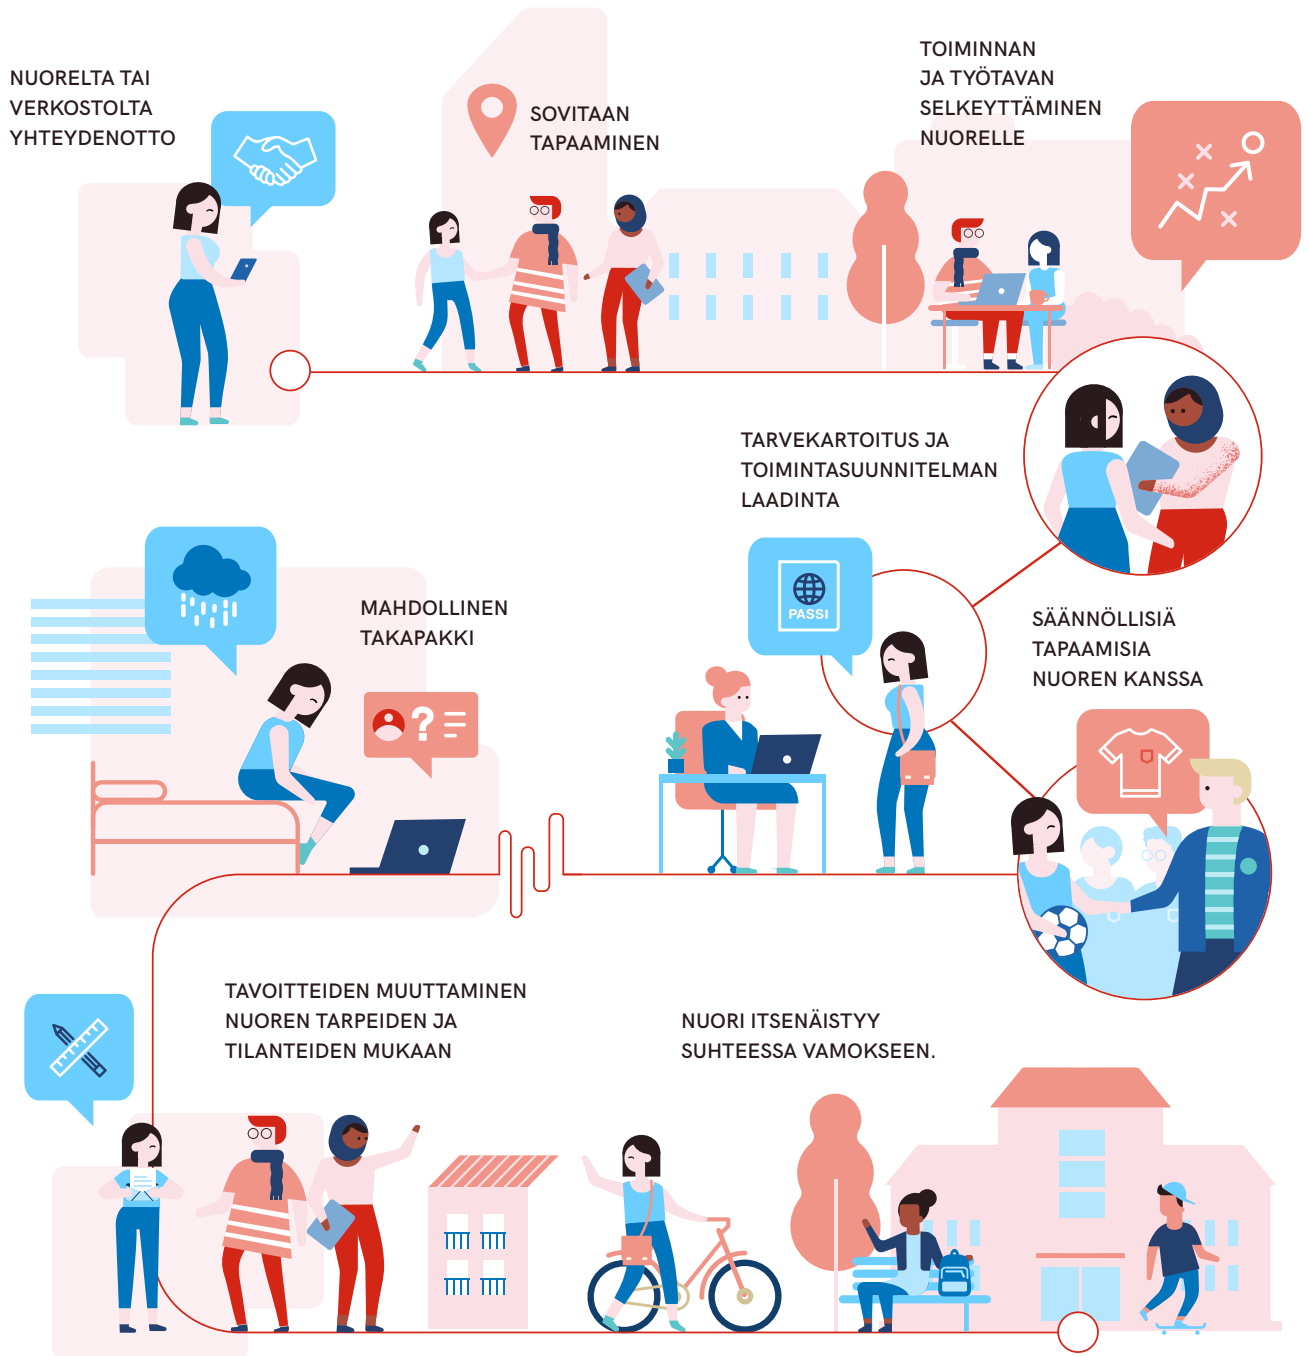 NUORELTA TAI
VERKOSTOLTA
YHTEYDENOTTO
SOVITAAN
TAPAAMINEN
TOIMINNAN
JA TYÖTAVAN
SELKEYTTÄMINEN
NUORELLE
TARVEKARTOITUS JA
TOIMINTASUUNNITELMAN
LAADINTA
PASSI
SÄÄNNÖLLISIÄ
TAPAAMISIA
NUOREN KANSSA
MAHDOLLINEN
TAKAPAKKI
?
TAVOITTEIDEN MUUTTAMINEN
NUOREN TARPEIDEN JA
TILANTEIDEN MUKAAN
NUORI ITSENÄISTYY
SUHTEESSA VAMOKSEEN.